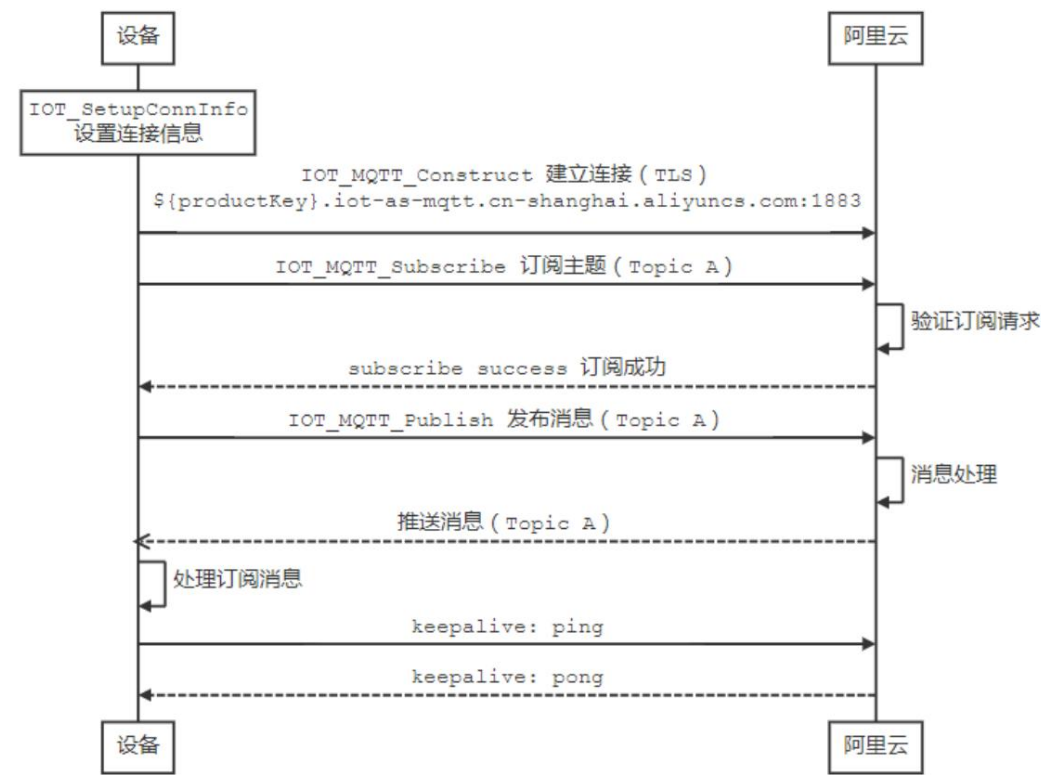 设备
阿里云
IOT_SetupConnInfo
设置连接信息
IOT_MQTT_Construct 建立连接 ( TLS )
${productKey}.iot-as-mqtt.cn-shanghai.aliyuncs.com:1883
IOT_MQTT_Subscribe 订阅主题 ( Topic A )
验证订阅请求
subscribe success 订阅成功
IOT_MQTT_Publish 发布消息 ( Topic A )
消息处理
推送消息 ( Topic A )
处理订阅消息
keepalive: ping
keepalive: pong
设备
阿里云